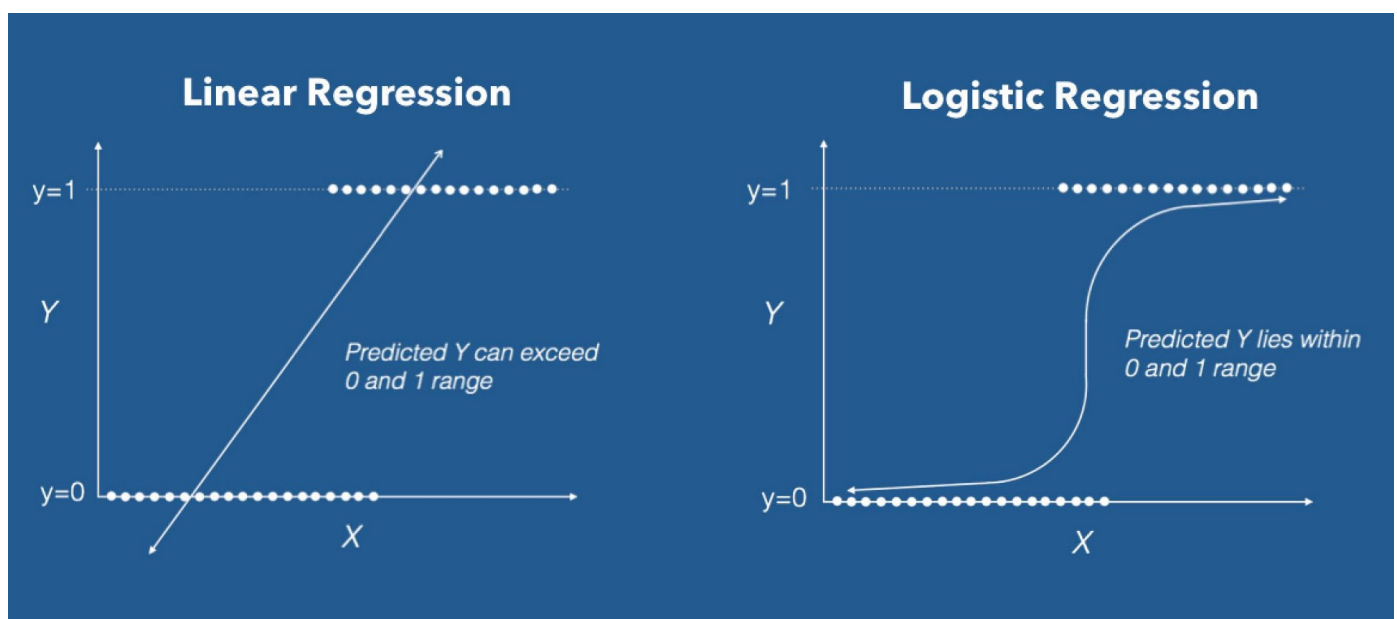 Linear Regression
y=1
Y
Predicted Y can exceed
0 and 1 range
y=0
X
Logistic Regression
y=1
Y
Predicted Y lies within
0 and 1 range
y=0
X